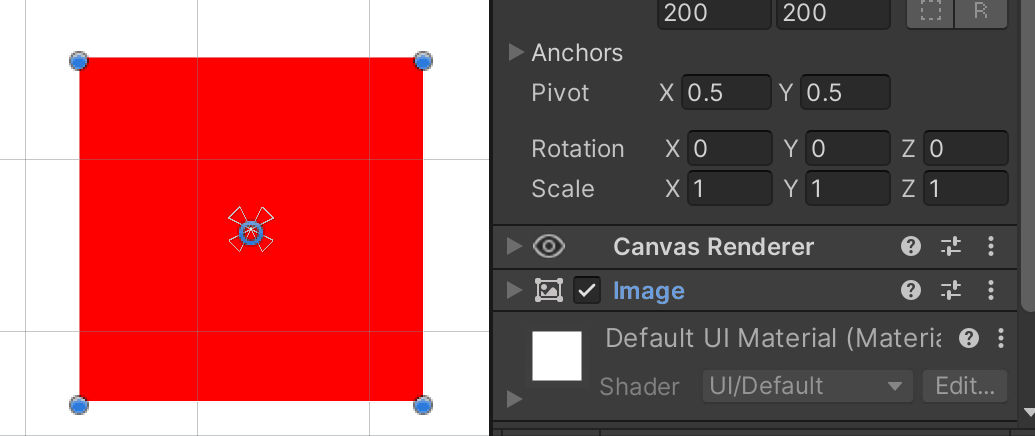 200 200 R
Anchors
Pivot X 0.5 Y 0.5
Rotation X 0 Y 0 Z 0
Scale X 1 Y 1 Z 1
Canvas Renderer
Image
Default UI Material (Materia
Shader UI/Default Edit...